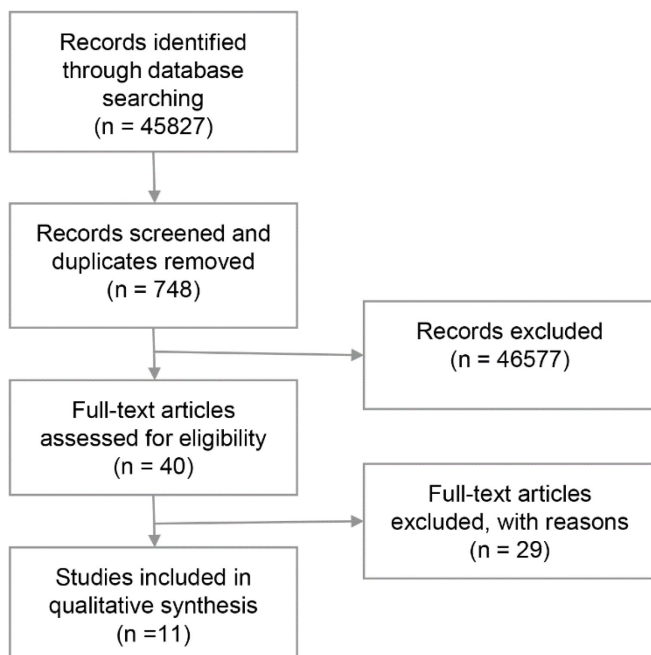 Records identified
through database
searching
(n = 45827)
Records screened and
duplicates removed
(n = 748)
Records excluded
(n = 46577)
Full-text articles
assessed for eligibility
(n = 40)
Full-text articles
excluded, with reasons
(n = 29)
Studies included in
qualitative synthesis
(n =11)